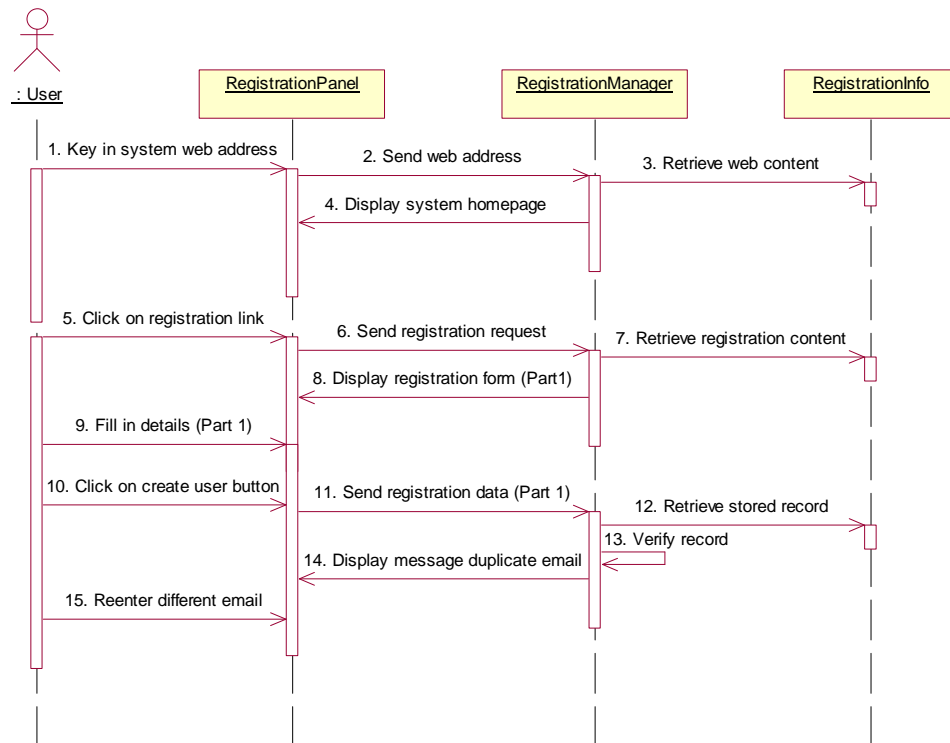 : User
RegistrationPanel
RegistrationManager
RegistrationInfo
1. Key in system web address
2. Send web address
3. Retrieve web content
4. Display system homepage
5. Click on registration link
6. Send registration request
7. Retrieve registration content
8. Display registration form (Part1)
9. Fill in details (Part 1)
10. Click on create user button
11. Send registration data (Part 1)
12. Retrieve stored record
13. Verify record
14. Display message duplicate email
15. Reenter different email